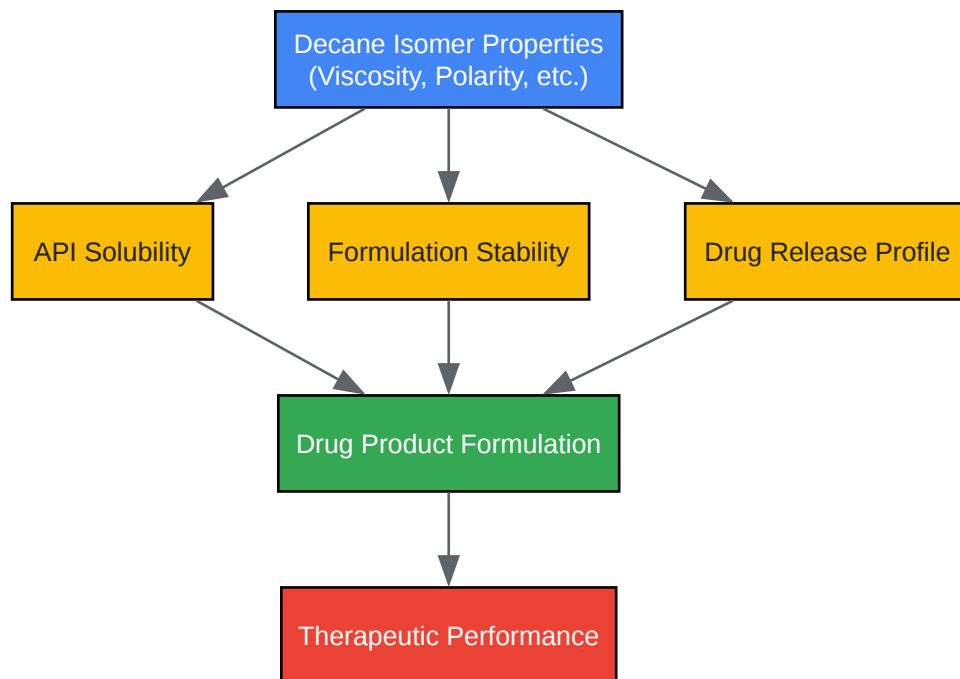 Decane Isomer Properties
(Viscosity, Polarity, etc.)
API Solubility
Formulation Stability
Drug Release Profile
Drug Product Formulation
Therapeutic Performance